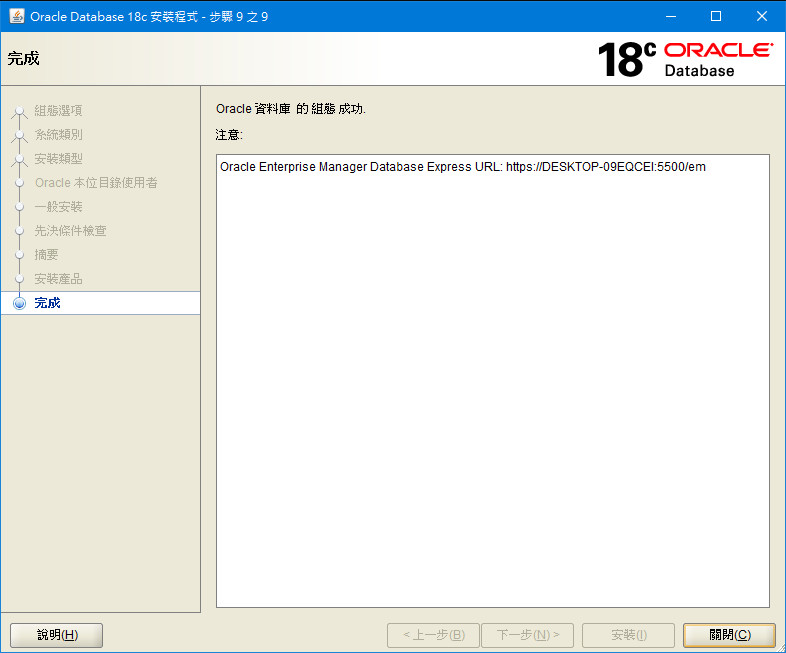 Oracle Database 18c 安裝程式 - 步驟 9 之 9
完成
18c ORACLE
Database
組態選項
系統類別
安裝類型
Oracle 本位目錄使用者
一般安裝
先決條件檢查
摘要
安裝產品
完成
Oracle 資料庫 的 組態 成功.
注意:
Oracle Enterprise Manager Database Express URL: https://DESKTOP-09EQCEI:5500/em
說明(H)
< 上一步(B)
下一步(N) >
安裝(I)
關閉(C)